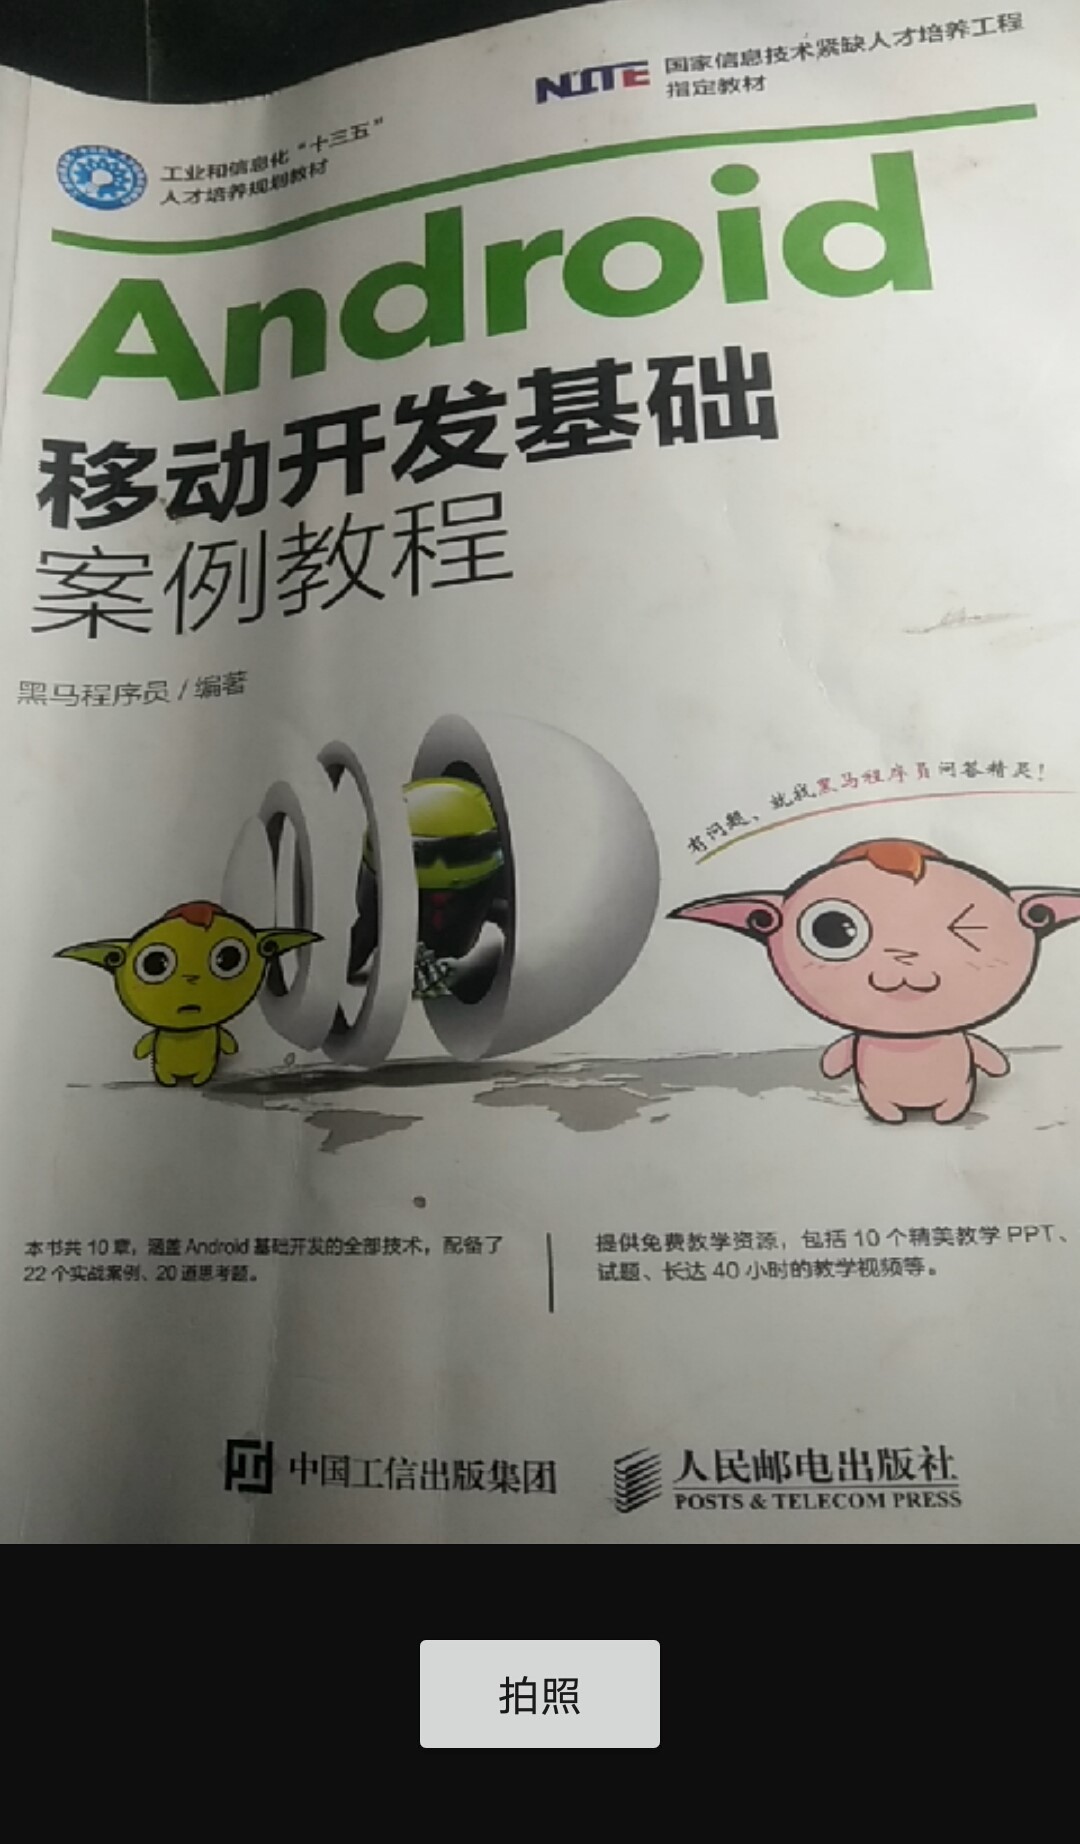 NITE
国家信息技术紧缺人才培养工程
指定教材
工业和信息化“十三五”
人才培养规划教材
Android
移动开发基础
案例教程
黑马程序员 / 编著
有问题，就找黑马程序员问答精灵！
本书共 10 章，涵盖 Android 基础开发的全部技术，配备了
22 个实战案例、20 道思考题。
提供免费教学资源，包括 10 个精美教学 PPT、
试题、长达 40 小时的教学视频等。
中国工信出版集团
人民邮电出版社
POSTS & TELECOM PRESS
拍照